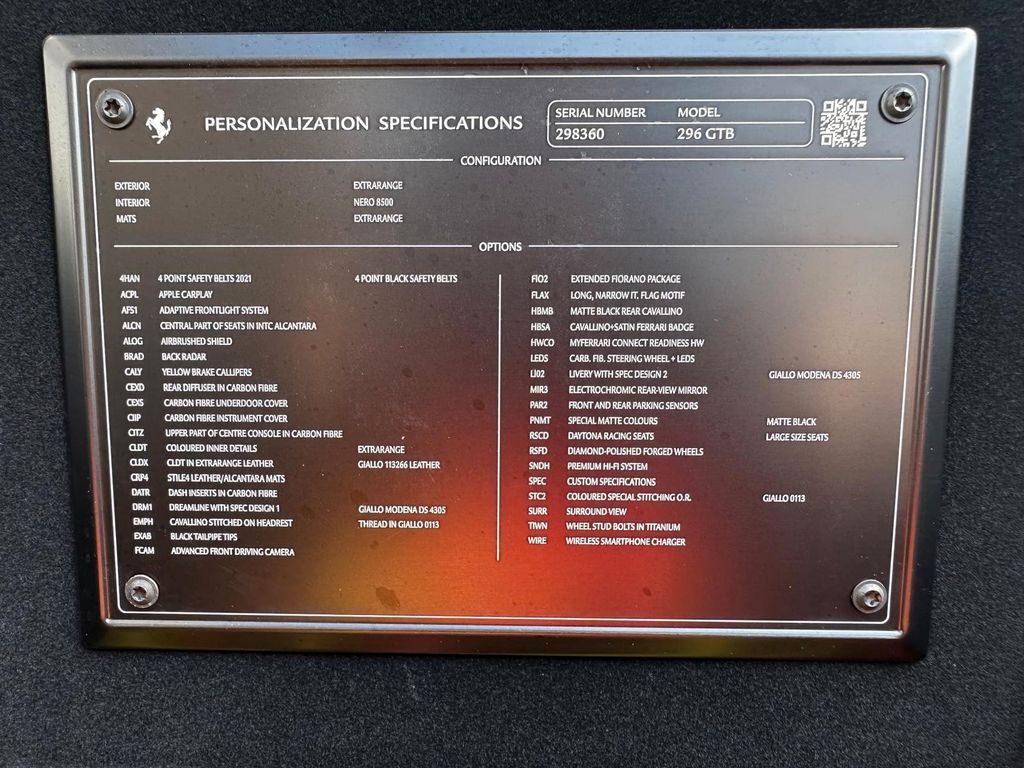 PERSONALIZATION SPECIFICATIONS
SERIAL NUMBER MODEL
298360 296 GTB
CONFIGURATION
EXTERIOR EXTRARANGE
INTERIOR NERO 8500
MATS EXTRARANGE
OPTIONS
4HAN 4 POINT SAFETY BELTS 2021 4 POINT BLACK SAFETY BELTS
ACPL APPLE CARPLAY
AFS1 ADAPTIVE FRONTLIGHT SYSTEM
ALCN CENTRAL PART OF SEATS IN INTC ALCANTARA
ALOG AIRBRUSHED SHIELD
BRAD BACK RADAR
CALY YELLOW BRAKE CALLIPERS
CEXD REAR DIFFUSER IN CARBON FIBRE
CEXS CARBON FIBRE UNDERDOOR COVER
CIIP CARBON FIBRE INSTRUMENT COVER
CITZ UPPER PART OF CENTRE CONSOLE IN CARBON FIBRE
CLDT COLOURED INNER DETAILS EXTRARANGE
CLDX CLDT IN EXTRARANGE LEATHER GIALLO 113266 LEATHER
CRP4 STILE4 LEATHER/ALCANTARA MATS
DATR DASH INSERTS IN CARBON FIBRE
DRM1 DREAMLINE WITH SPEC DESIGN 1 GIALLO MODENA DS 4305
EMPH CAVALLINO STITCHED ON HEADREST THREAD IN GIALLO 0113
EXAB BLACK TAILPIPE TIPS
FCAM ADVANCED FRONT DRIVING CAMERA
FIO2 EXTENDED FIORANO PACKAGE
FLAX LONG, NARROW IT. FLAG MOTIF
HBMB MATTE BLACK REAR CAVALLINO
HBSA CAVALLINO+SATIN FERRARI BADGE
HWCO MYFERRARI CONNECT READINESS HW
LEDS CARB. FIB. STEERING WHEEL + LEDS
LI02 LIVERY WITH SPEC DESIGN 2 GIALLO MODENA DS 4305
MIR3 ELECTROCHROMIC REAR-VIEW MIRROR
PAR2 FRONT AND REAR PARKING SENSORS
PNMT SPECIAL MATTE COLOURS MATTE BLACK
RSCD DAYTONA RACING SEATS LARGE SIZE SEATS
RSFD DIAMOND-POLISHED FORGED WHEELS
SNDH PREMIUM HI-FI SYSTEM
SPEC CUSTOM SPECIFICATIONS
STC2 COLOURED SPECIAL STITCHING O.R. GIALLO 0113
SURR SURROUND VIEW
TIWN WHEEL STUD BOLTS IN TITANIUM
WIRE WIRELESS SMARTPHONE CHARGER